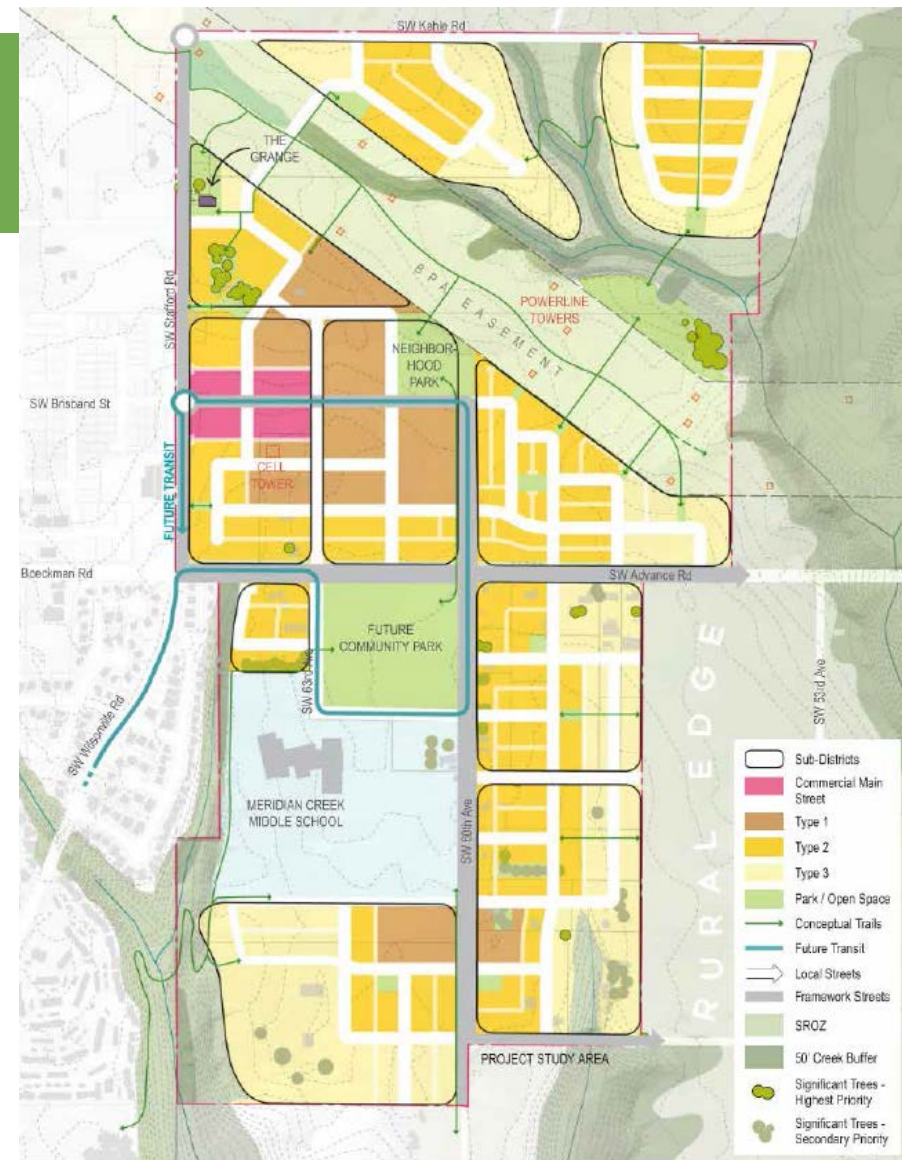 SW Kahle Rd
THE
GRANGE
SW Stafford Rd
BPA EASEMENT
POWERLINE
TOWERS
NEIGHBOR-
HOOD
PARK
SW Brisband St
CELL
TOWER
FUTURE TRANSIT
Boeckman Rd
SW Advance Rd
FUTURE
COMMUNITY PARK
SW 63rd Ave
SW Wilsonville Rd
MERIDIAN CREEK
MIDDLE SCHOOL
SW 60th Ave
RURAL EDGE
SW 53rd Ave
PROJECT STUDY AREA
Sub-Districts
Commercial Main
Street
Type 1
Type 2
Type 3
Park / Open Space
Conceptual Trails
Future Transit
Local Streets
Framework Streets
SROZ
50' Creek Buffer
Significant Trees -
Highest Priority
Significant Trees -
Secondary Priority